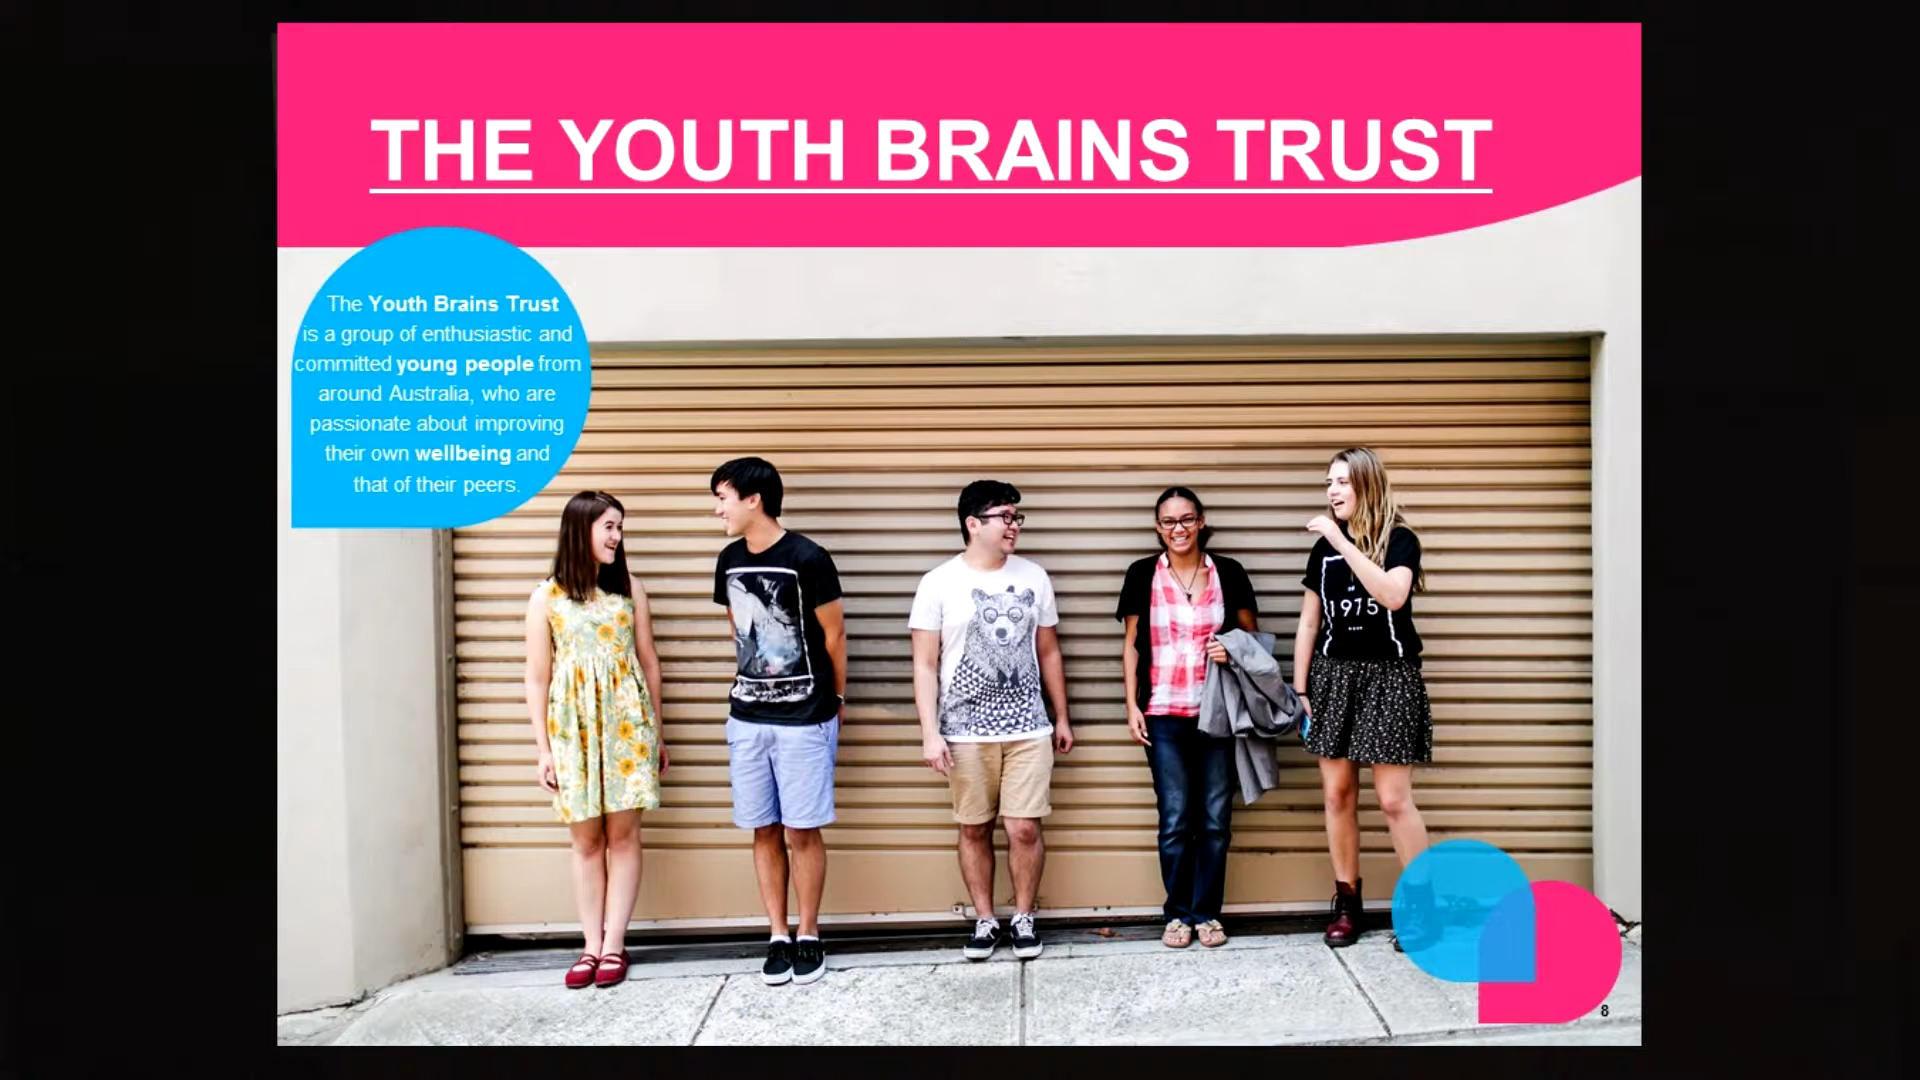 THE YOUTH BRAINS TRUST
The Youth Brains Trust
is a group of enthusiastic and
committed young people from
around Australia, who are
passionate about improving
their own wellbeing and
that of their peers.
1975
8